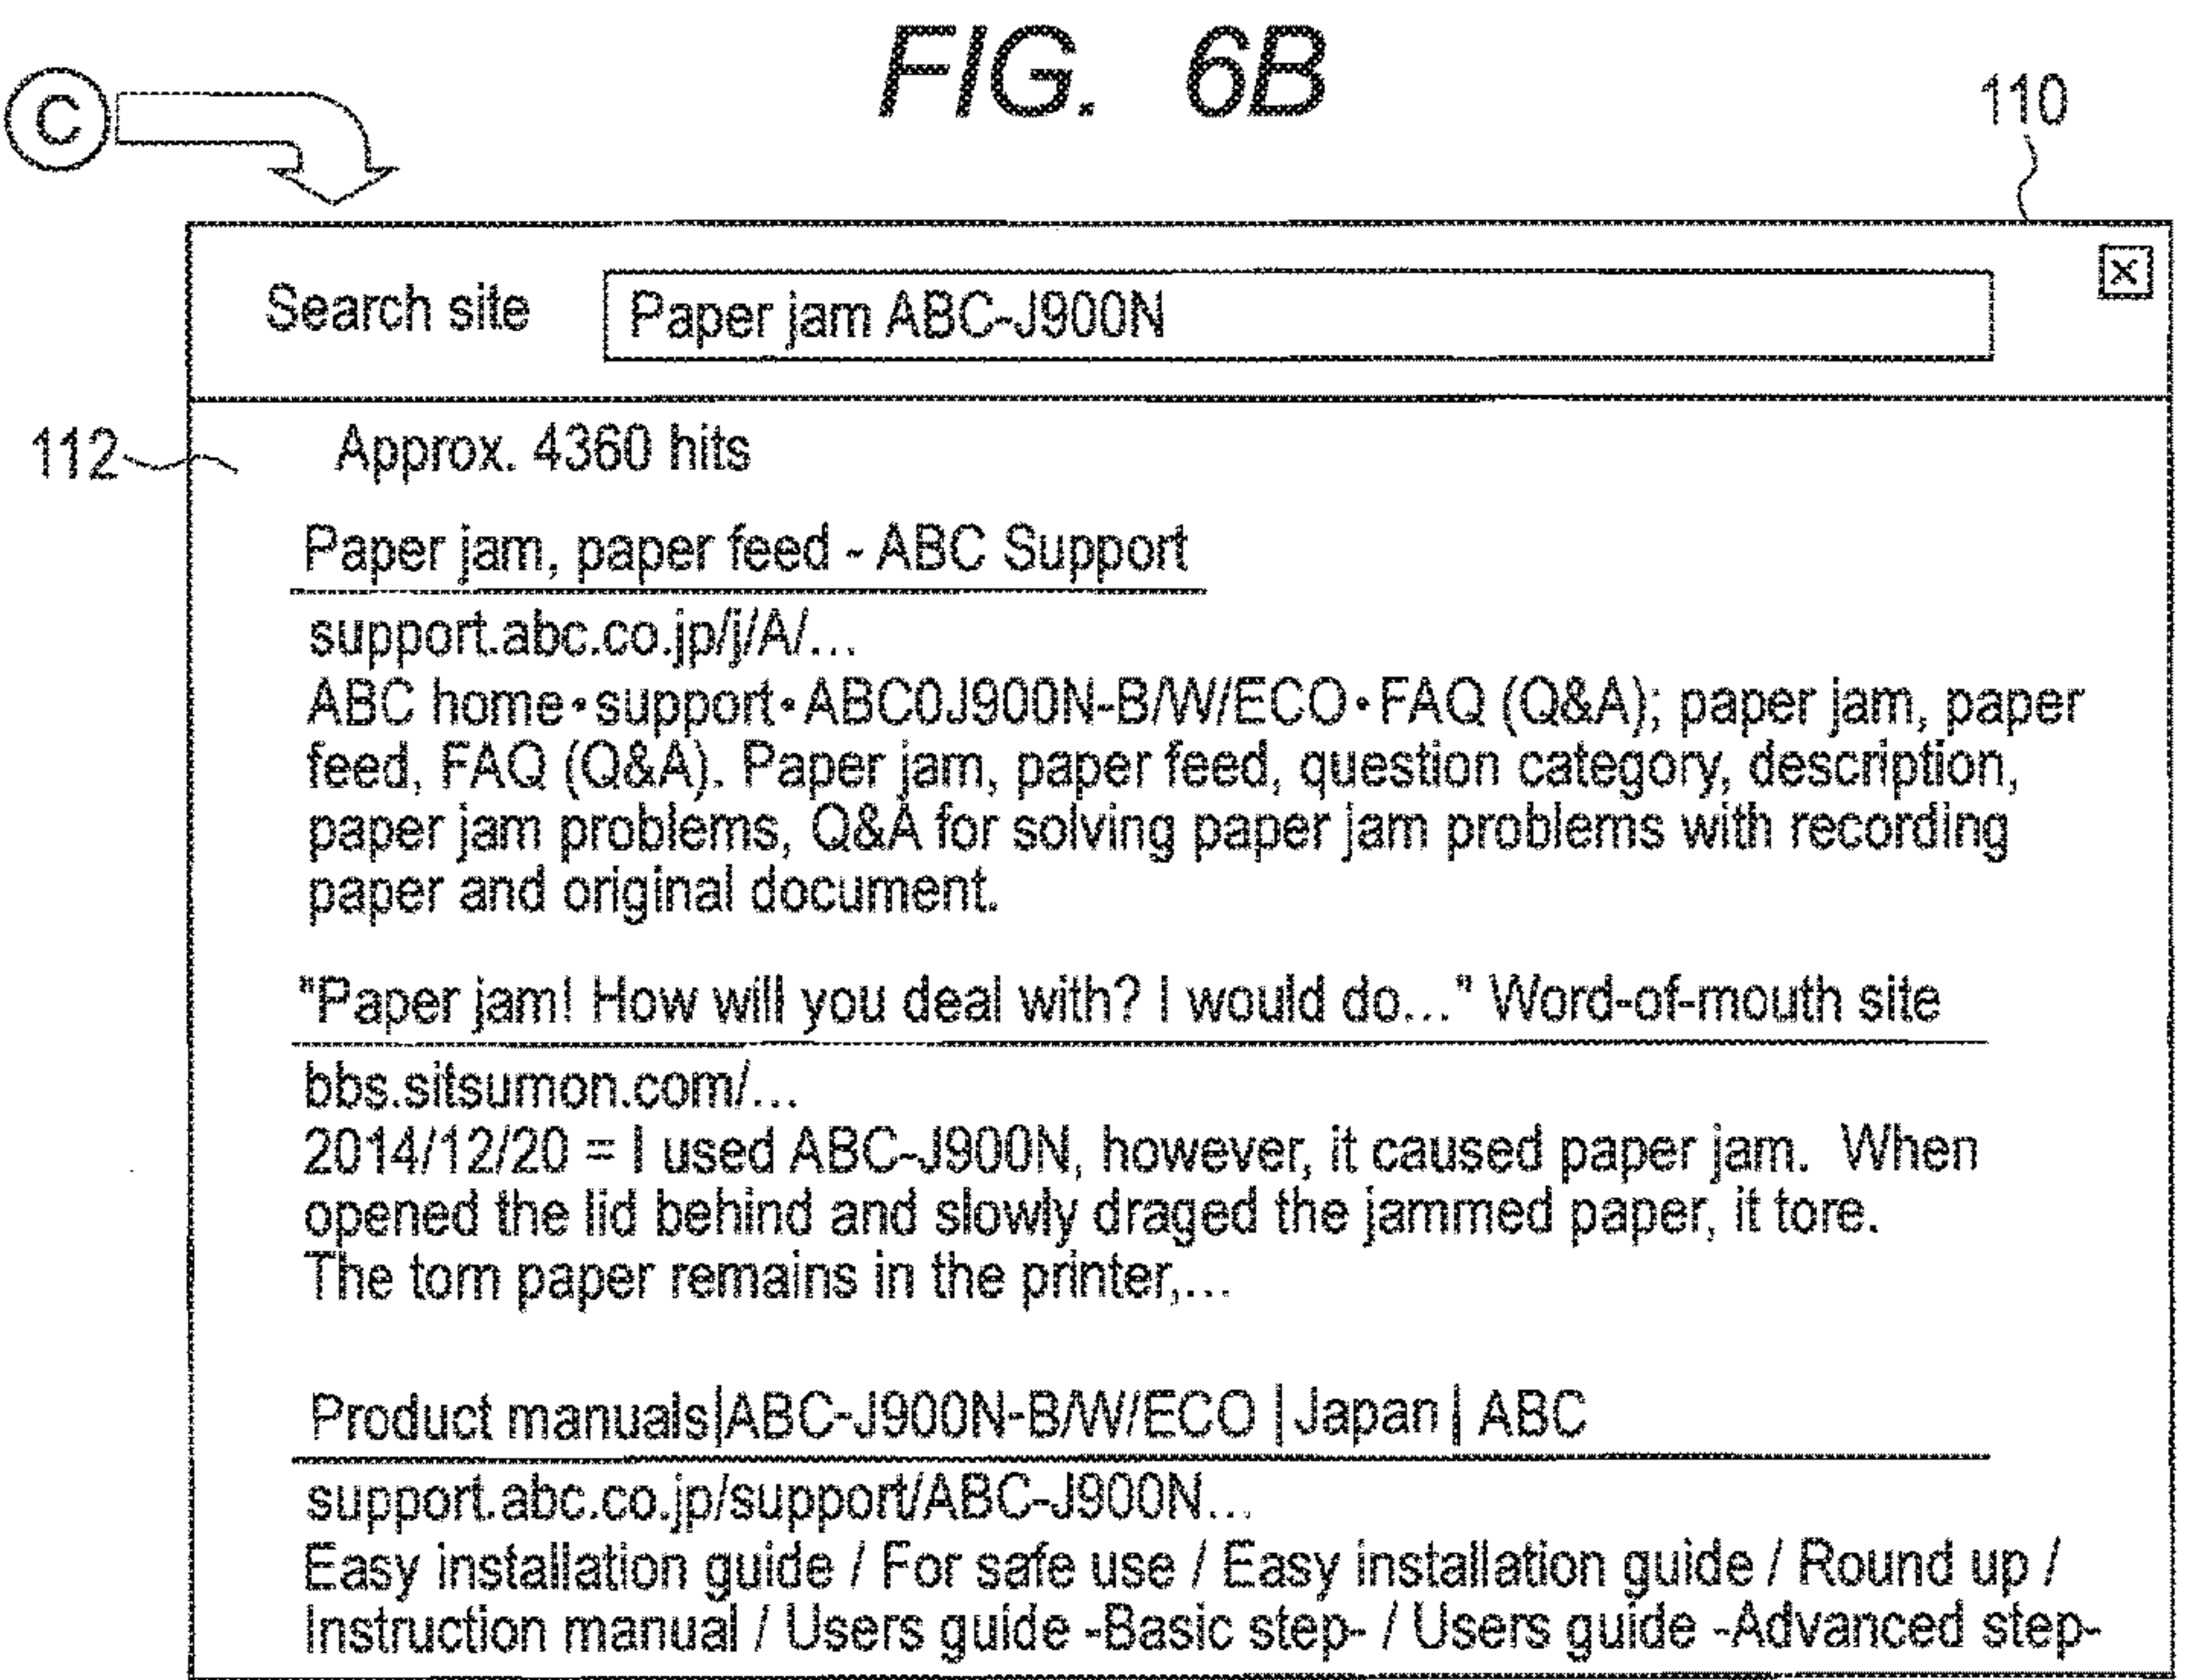 FIG. 6B
C
110
Search site Paper jam ABC-J900N X
112
Approx. 4360 hits
Paper jam, paper feed - ABC Support
support.abc.co.jp/j/A/...
ABC home・support・ABC0J900N-B/W/ECO・FAQ (Q&A); paper jam, paper
feed, FAQ (Q&A). Paper jam, paper feed, question category, description,
paper jam problems, Q&A for solving paper jam problems with recording
paper and original document.
"Paper jam! How will you deal with? I would do..." Word-of-mouth site
bbs.sitsumon.com/...
2014/12/20 = I used ABC-J900N, however, it caused paper jam. When
opened the lid behind and slowly draged the jammed paper, it tore.
The torn paper remains in the printer,...
Product manuals|ABC-J900N-B/W/ECO | Japan | ABC
support.abc.co.jp/support/ABC-J900N...
Easy installation guide / For safe use / Easy installation guide / Round up /
Instruction manual / Users guide -Basic step- / Users guide -Advanced step-